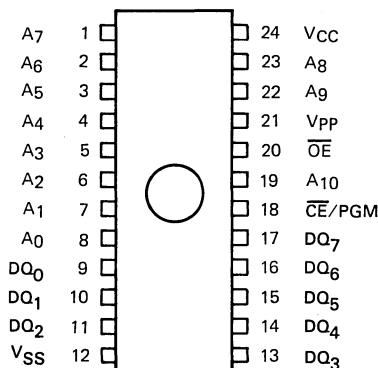 A7 1 24 VCC
A6 2 23 A8
A5 3 22 A9
A4 4 21 VPP
A3 5 20 O̅E̅
A2 6 19 A10
A1 7 18 C̅E̅/PGM
A0 8 17 DQ7
DQ0 9 16 DQ6
DQ1 10 15 DQ5
DQ2 11 14 DQ4
VSS 12 13 DQ3